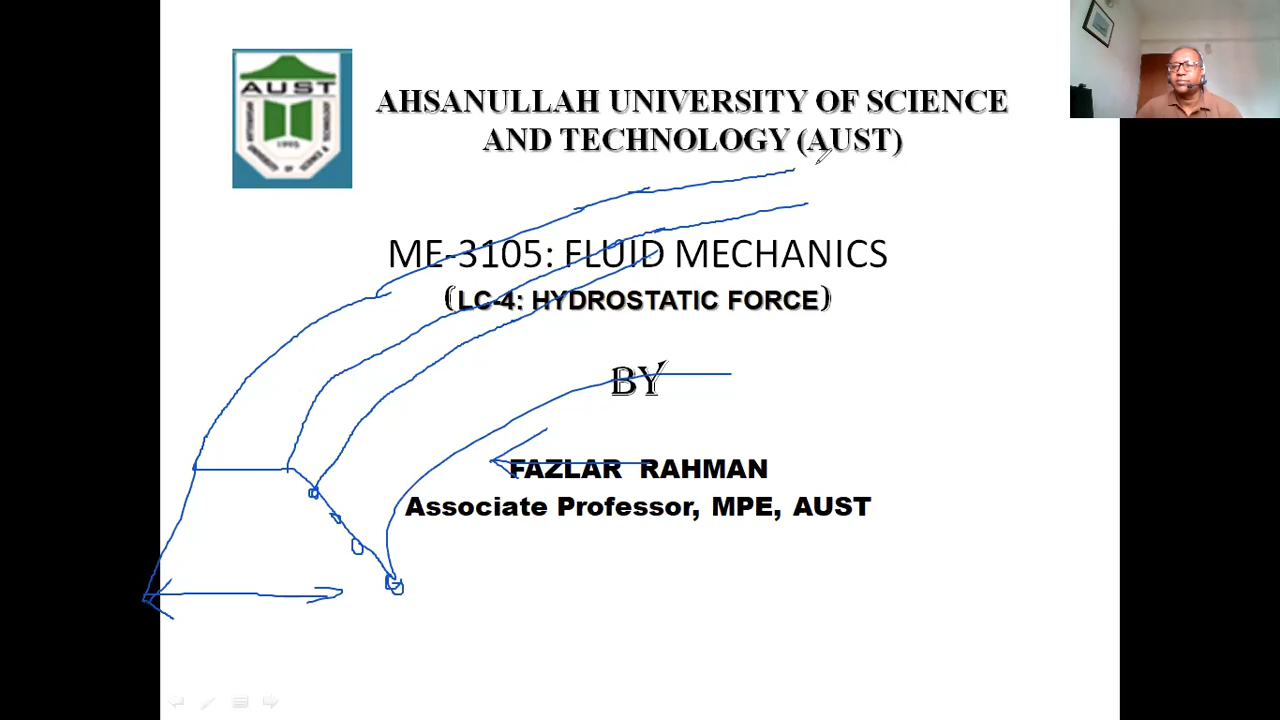 AUST
1995
AHSANULLAH UNIVERSITY OF SCIENCE
AND TECHNOLOGY (AUST)
ME-3105: FLUID MECHANICS
(LC-4: HYDROSTATIC FORCE)
BY
FAZLAR RAHMAN
Associate Professor, MPE, AUST